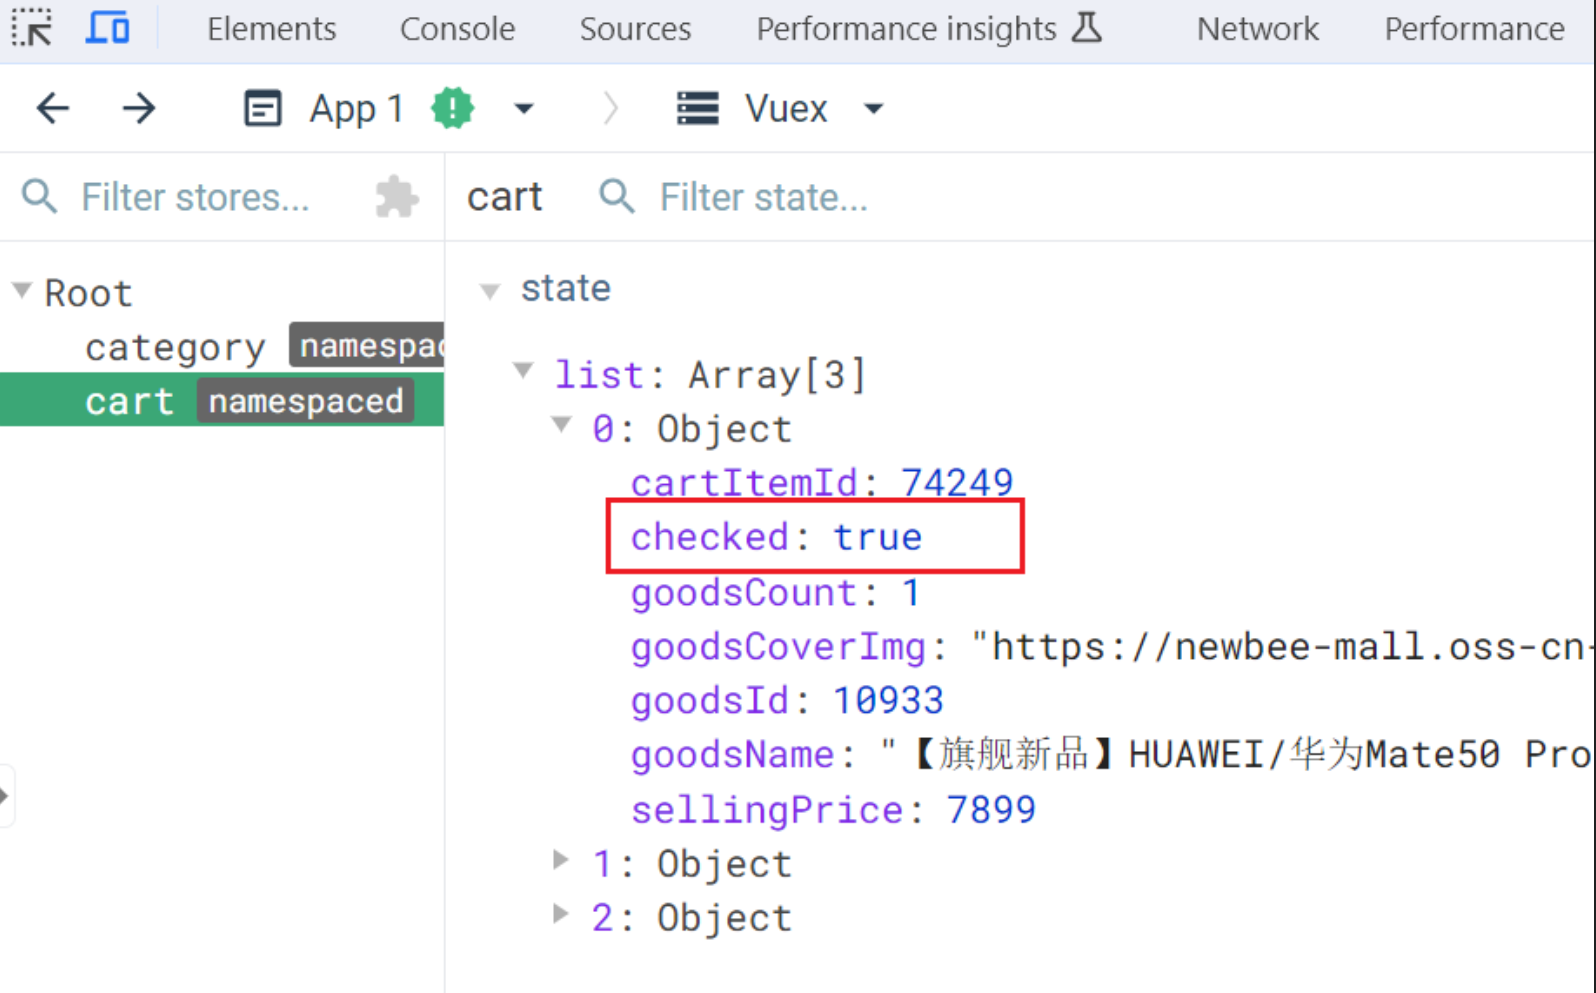 Elements Console Sources Performance insights Network Performance
App 1 Vuex
Filter stores... cart Filter state...
Root
category namespac
cart namespaced
state
list: Array[3]
0: Object
cartItemId: 74249
checked: true
goodsCount: 1
goodsCoverImg: "https://newbee-mall.oss-cn-
goodsId: 10933
goodsName: "【旗舰新品】HUAWEI/华为Mate50 Pro
sellingPrice: 7899
1: Object
2: Object